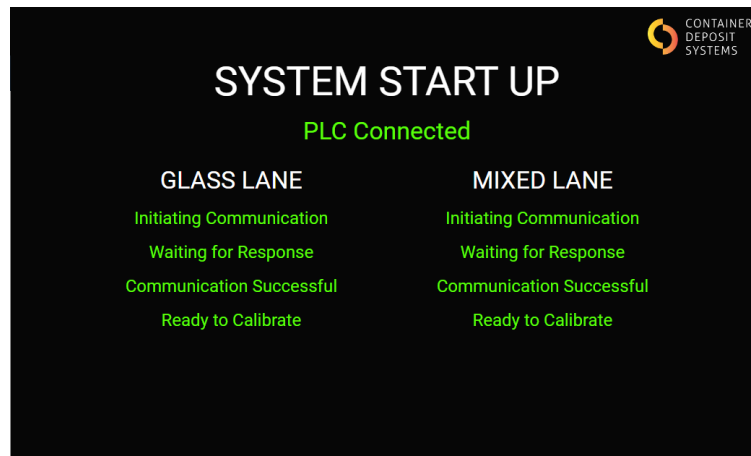 CONTAINER
DEPOSIT
SYSTEMS
SYSTEM START UP
PLC Connected
GLASS LANE
Initiating Communication
Waiting for Response
Communication Successful
Ready to Calibrate
MIXED LANE
Initiating Communication
Waiting for Response
Communication Successful
Ready to Calibrate